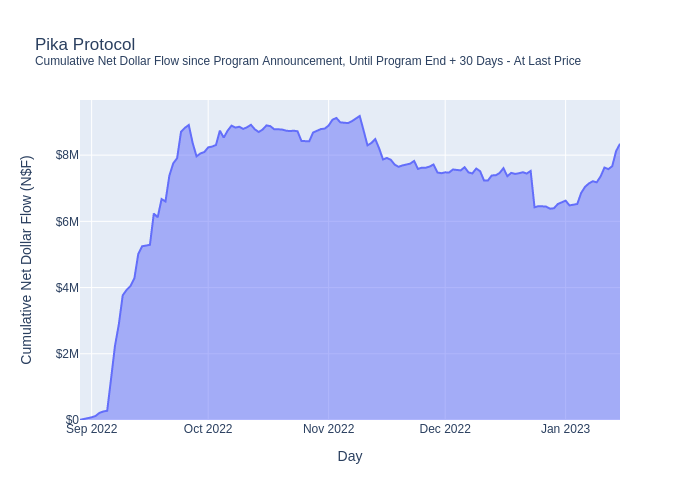 Pika Protocol
Cumulative Net Dollar Flow since Program Announcement, Until Program End + 30 Days - At Last Price
Cumulative Net Dollar Flow (N$F)
$8M
$6M
$4M
$2M
$0
Sep 2022 Oct 2022 Nov 2022 Dec 2022 Jan 2023
Day